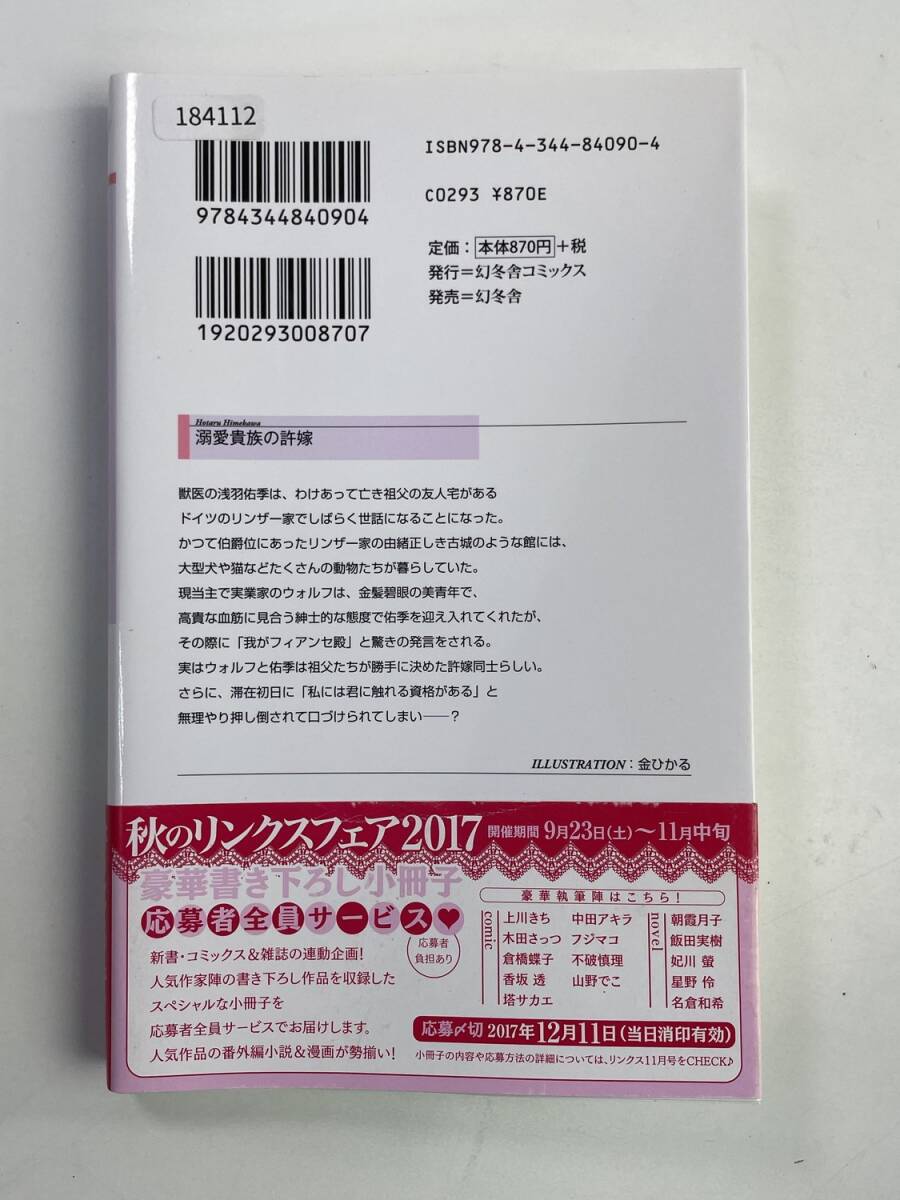 184112
9784344840904
1920293008707
ISBN978-4-344-84090-4
C0293 ¥870E
定価：本体870円＋税
発行＝幻冬舎コミックス
発売＝幻冬舎
Hotaru Himekawa
溺愛貴族の許嫁
獣医の浅羽佑季は、わけあって亡き祖父の友人宅がある
ドイツのリンザー家でしばらく世話になることになった。
かつて伯爵位にあったリンザー家の由緒正しき古城のような館には、
大型犬や猫などたくさんの動物たちが暮らしていた。
現当主で実業家のウォルフは、金髪碧眼の美青年で、
高貴な血筋に見合う紳士的な態度で佑季を迎え入れてくれたが、
その際に「我がフィアンセ殿」と驚きの発言をされる。
実はウォルフと佑季は祖父たちが勝手に決めた許嫁同士らしい。
さらに、滞在初日に「私には君に触れる資格がある」と
無理やり押し倒されて口づけられてしまい――？
ILLUSTRATION：金ひかる
秋のリンクスフェア2017 開催期間 9月23日(土)～11月中旬
豪華書き下ろし小冊子
応募者全員サービス♥
応募者
負担あり
新書・コミックス＆雑誌の連動企画!
人気作家陣の書き下ろし作品を収録した
スペシャルな小冊子を
応募者全員サービスでお届けします。
人気作品の番外編小説＆漫画が勢揃い!
豪華執筆陣はこちら!
comic
上川きち 中田アキラ
木田さっつ フジマコ
倉橋蝶子 不破慎理
香坂 透 山野でこ
塔サカエ
novel
朝霞月子
飯田実樹
妃川 螢
星野 伶
名倉和希
応募〆切 2017年12月11日(当日消印有効)
小冊子の内容や応募方法の詳細については、リンクス11月号をCHECK♪